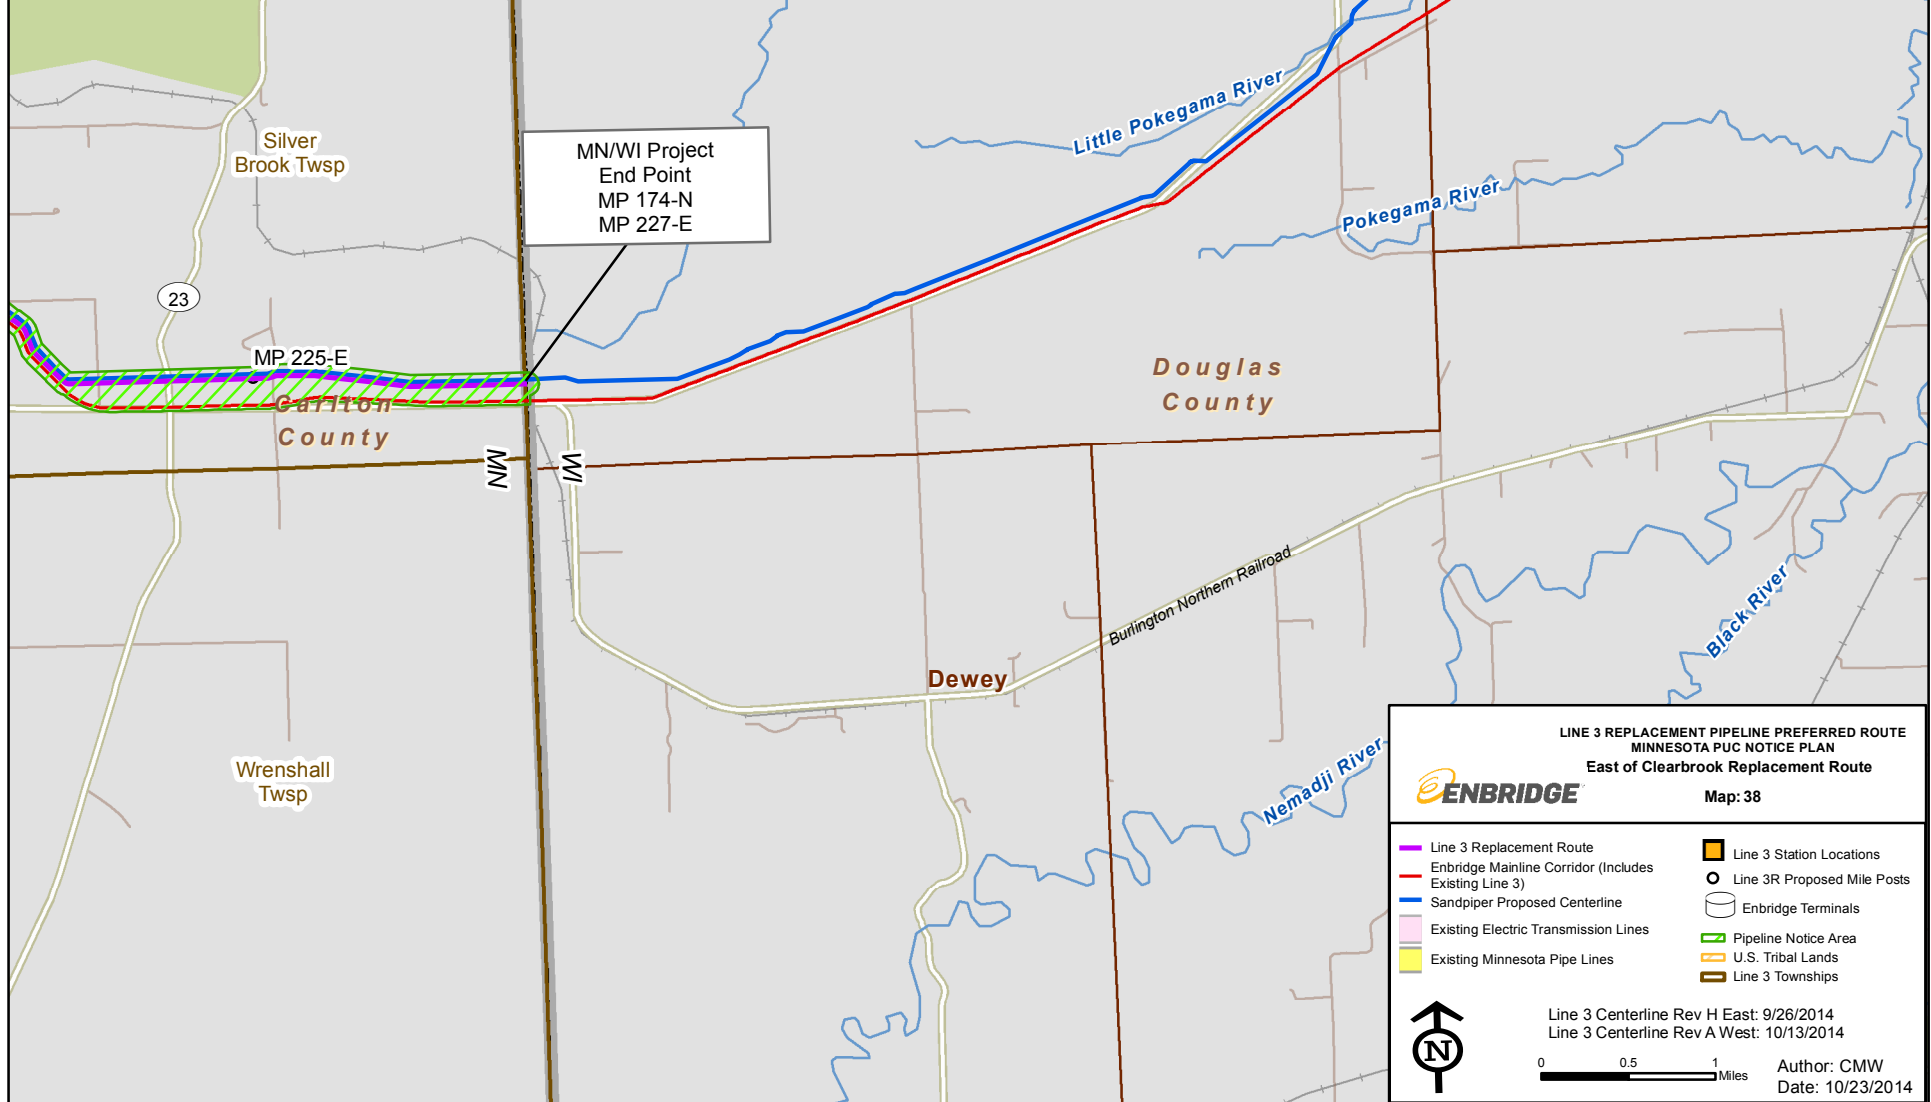 Little Pokegama River
Silver
Brook Twsp
MN/WI Project
End Point
MP 174-N
MP 227-E
Pokegama River
23
MP 225-E
Carlton
County
Douglas
County
MN
WI
Burlington Northern Railroad
Black River
Dewey
Wrenshall
Twsp
Nemadji River
LINE 3 REPLACEMENT PIPELINE PREFERRED ROUTE
MINNESOTA PUC NOTICE PLAN
East of Clearbrook Replacement Route
ENBRIDGE
Map: 38
Line 3 Replacement Route
Enbridge Mainline Corridor (Includes
Existing Line 3)
Sandpiper Proposed Centerline
Existing Electric Transmission Lines
Existing Minnesota Pipe Lines
Line 3 Station Locations
Line 3R Proposed Mile Posts
Enbridge Terminals
Pipeline Notice Area
U.S. Tribal Lands
Line 3 Townships
N
Line 3 Centerline Rev H East: 9/26/2014
Line 3 Centerline Rev A West: 10/13/2014
0 0.5 1
Miles
Author: CMW
Date: 10/23/2014